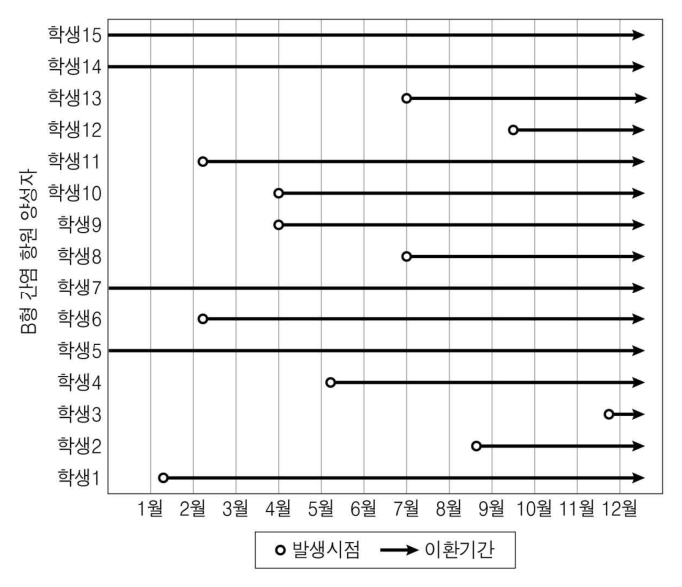 학생15
학생14
학생13
학생12
학생11
학생10
학생9
학생8
학생7
학생6
학생5
학생4
학생3
학생2
학생1
B형 간염 항원 양성자
1월 2월 3월 4월 5월 6월 7월 8월 9월 10월 11월 12월
발생시점 이환기간